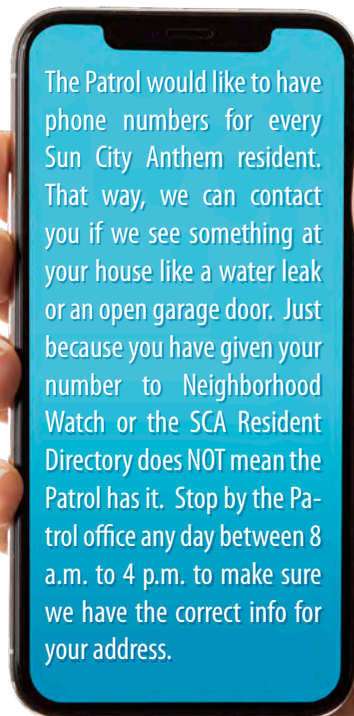 The Patrol would like to have
phone numbers for every
Sun City Anthem resident.
That way, we can contact
you if we see something at
your house like a water leak
or an open garage door. Just
because you have given your
number to Neighborhood
Watch or the SCA Resident
Directory does NOT mean the
Patrol has it. Stop by the Pa-
trol office any day between 8
a.m. to 4 p.m. to make sure
we have the correct info for
your address.